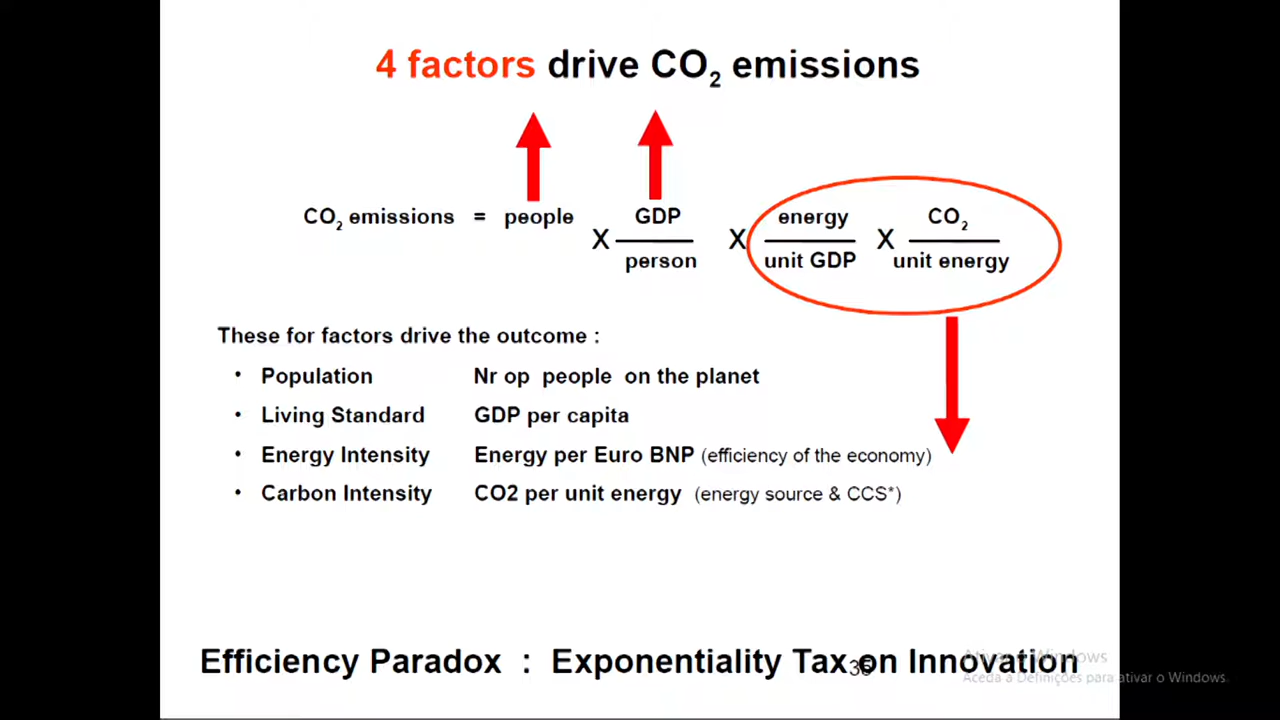 4 factors drive CO₂ emissions
CO₂ emissions = people X GDP / person X energy / unit GDP X CO₂ / unit energy
These for factors drive the outcome :
• Population Nr op people on the planet
• Living Standard GDP per capita
• Energy Intensity Energy per Euro BNP (efficiency of the economy)
• Carbon Intensity CO2 per unit energy (energy source & CCS*)
Efficiency Paradox : Exponentiality Tax on Innovation
Ativar o Windows
Aceda a Definições para ativar o Windows.